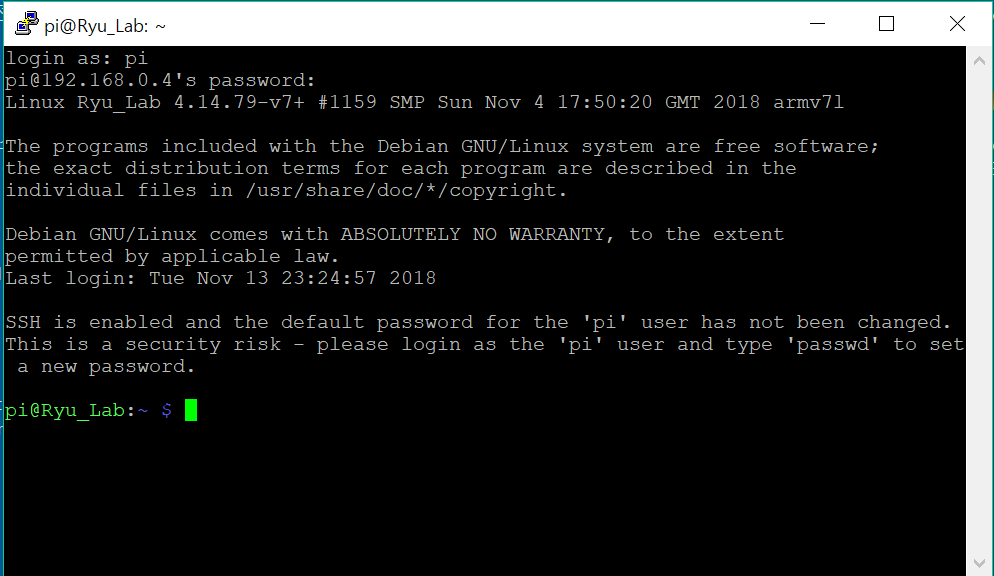 pi@Ryu_Lab: ~
login as: pi
pi@192.168.0.4's password:
Linux Ryu_Lab 4.14.79-v7+ #1159 SMP Sun Nov 4 17:50:20 GMT 2018 armv7l
The programs included with the Debian GNU/Linux system are free software;
the exact distribution terms for each program are described in the
individual files in /usr/share/doc/*/copyright.
Debian GNU/Linux comes with ABSOLUTELY NO WARRANTY, to the extent
permitted by applicable law.
Last login: Tue Nov 13 23:24:57 2018
SSH is enabled and the default password for the 'pi' user has not been changed.
This is a security risk - please login as the 'pi' user and type 'passwd' to set
 a new password.
pi@Ryu_Lab:~ $